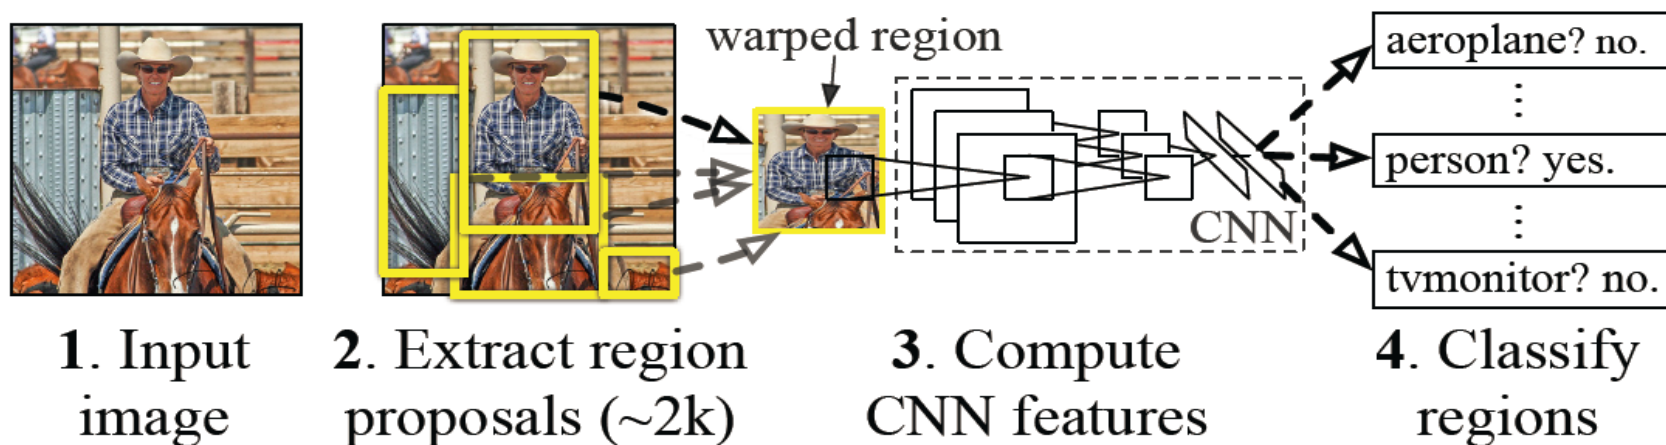 warped region
aeroplane? no.
person? yes.
CNN
tvmonitor? no.
1. Input
image
2. Extract region
proposals (~2k)
3. Compute
CNN features
4. Classify
regions